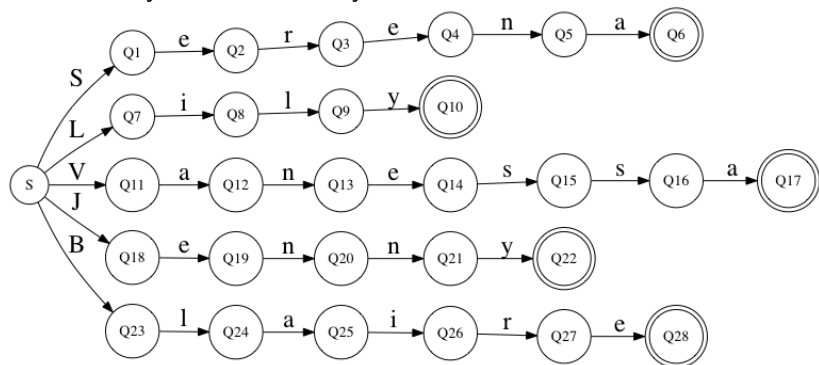 S Q1 e Q2 r Q3 e Q4 n Q5 a Q6
L Q7 i Q8 l Q9 y Q10
S V Q11 a Q12 n Q13 e Q14 s Q15 s Q16 a Q17
J Q18 e Q19 n Q20 n Q21 y Q22
B Q23 l Q24 a Q25 i Q26 r Q27 e Q28